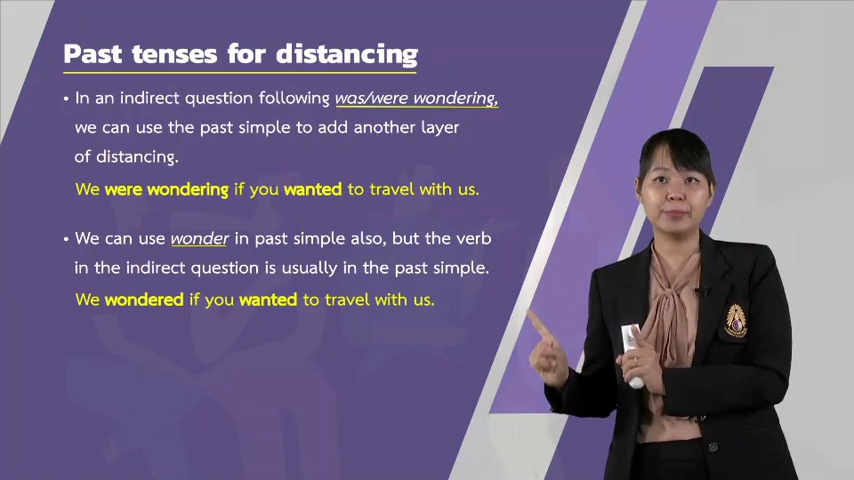 Past tenses for distancing
• In an indirect question following was/were wondering,
we can use the past simple to add another layer
of distancing.
We were wondering if you wanted to travel with us.
• We can use wonder in past simple also, but the verb
in the indirect question is usually in the past simple.
We wondered if you wanted to travel with us.